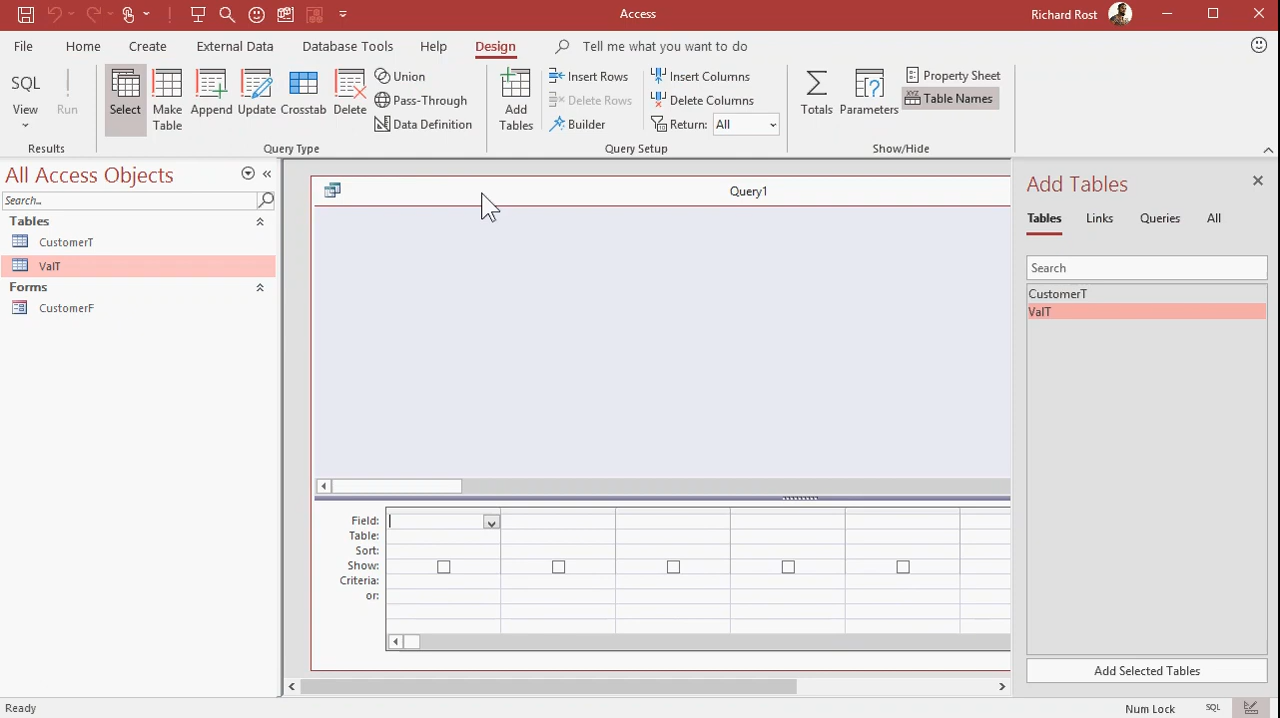 Access
Richard Rost
File Home Create External Data Database Tools Help Design Tell me what you want to do
SQL
View
Run
Results
Select
Make
Table
Append
Update
Crosstab
Delete
Union
Pass-Through
Data Definition
Query Type
Add
Tables
Insert Rows
Delete Rows
Builder
Insert Columns
Delete Columns
Return: All
Query Setup
Totals
Parameters
Property Sheet
XYZ Table Names
Show/Hide
All Access Objects
Search...
Tables
CustomerT
ValT
Forms
CustomerF
Query1
Field:
Table:
Sort:
Show:
Criteria:
or:
Add Tables
Tables Links Queries All
Search
CustomerT
ValT
Add Selected Tables
Ready
Num Lock SQL